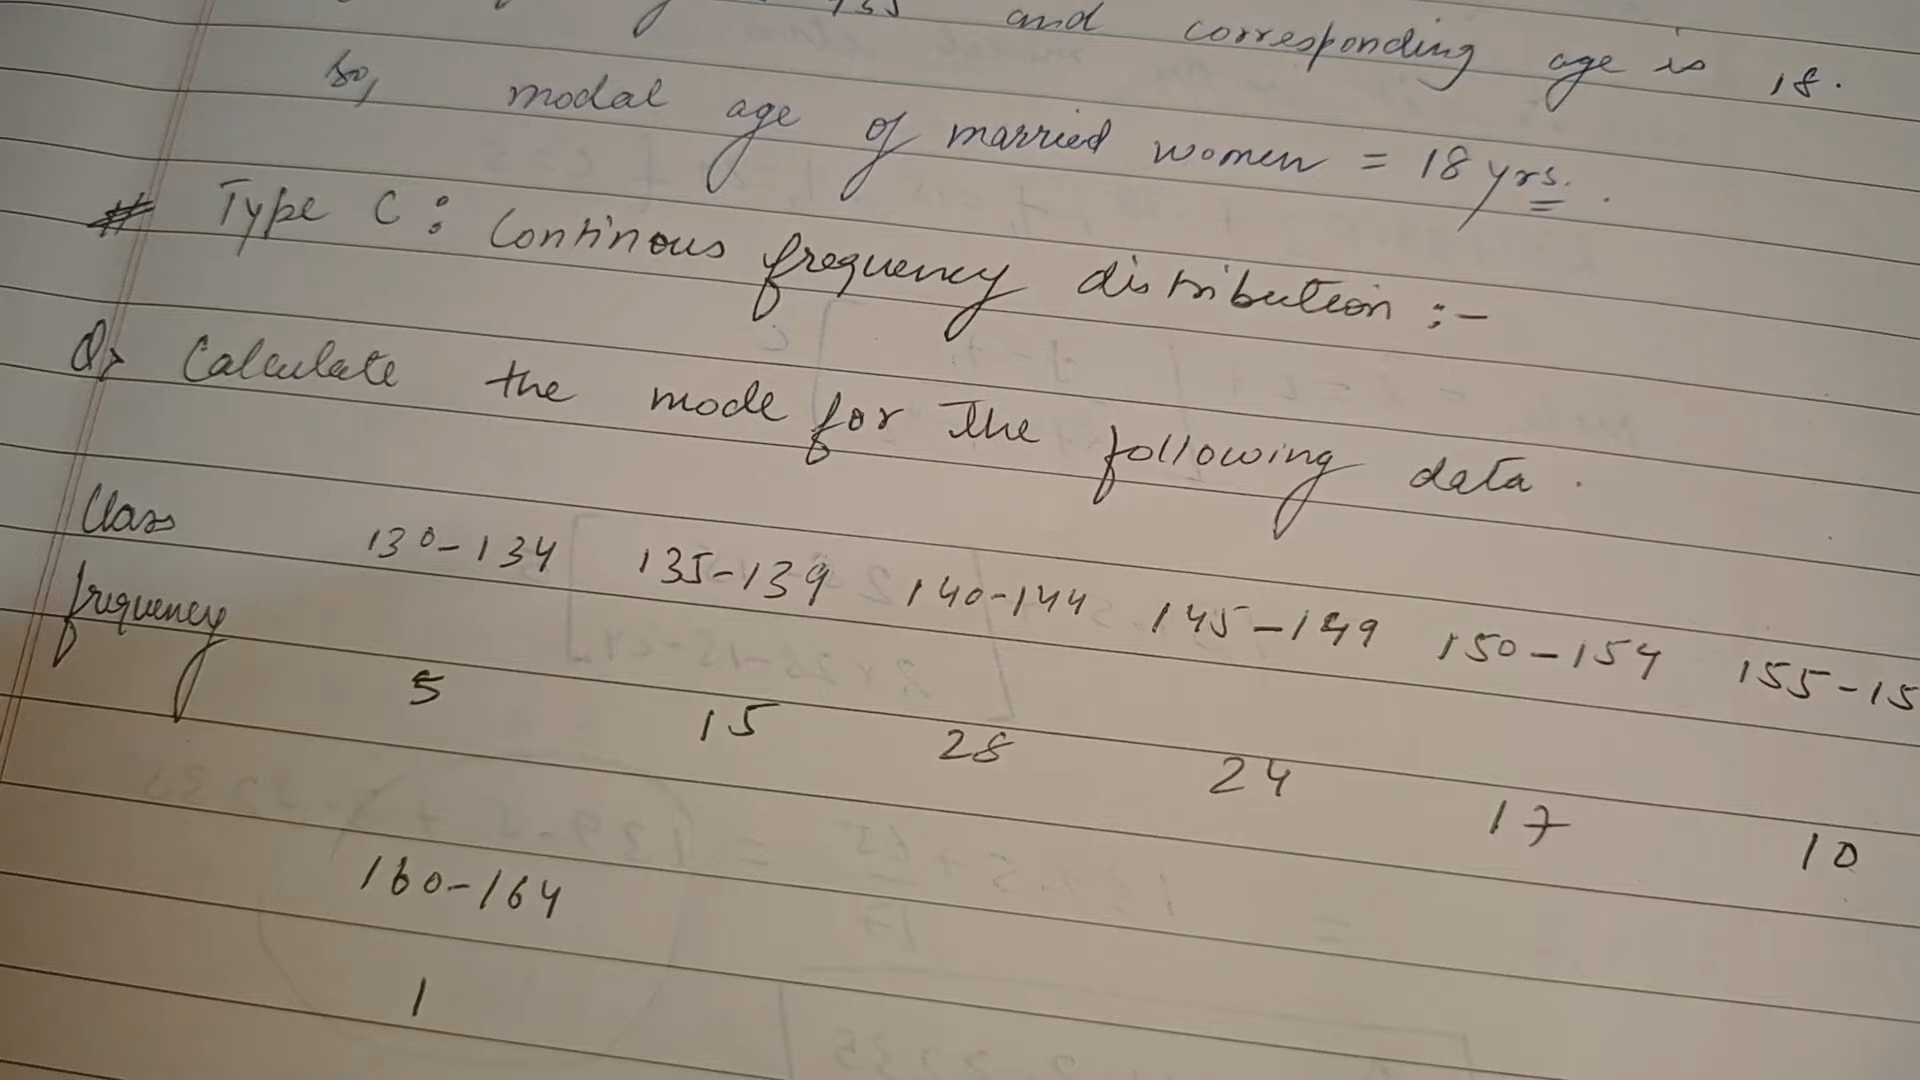 and corresponding age is 18.
So, modal age of married women = 18 yrs.
# Type C : Continous frequency distribution :-
Q> Calculate the mode for the following data.
Class 130-134 135-139 140-144 145-149 150-154 155-15
frequency 5 15 28 24 17 10
160-164
1